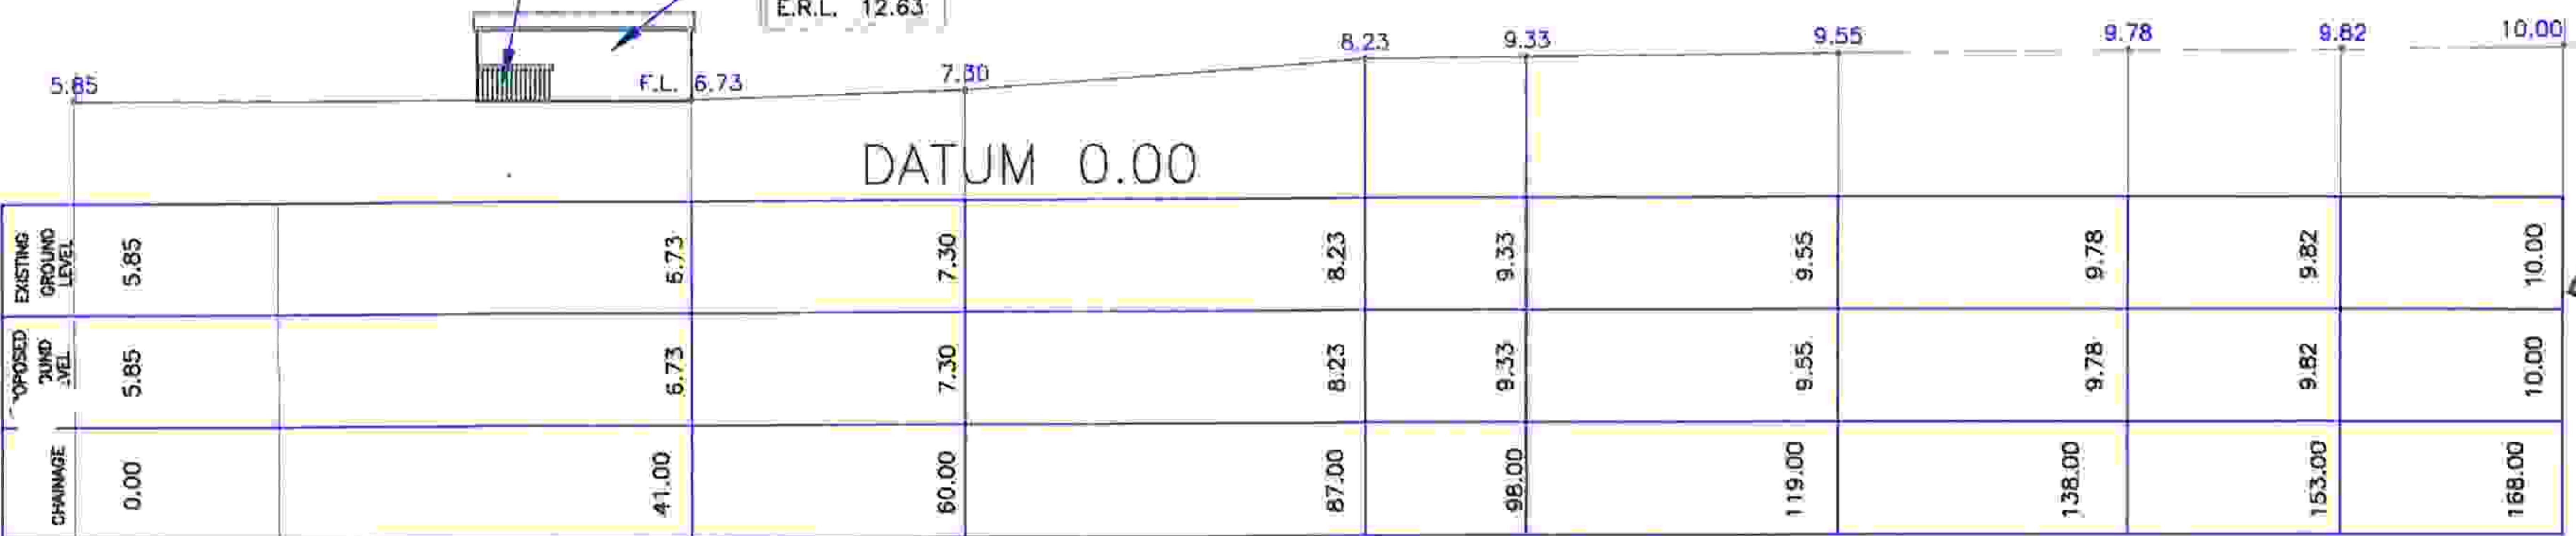 E.R.L. 12.63
5.85
F.L. 6.73
7.30
8.23
9.33
9.55
9.78
9.82
10.00
DATUM 0.00
EXISTING
GROUND
LEVEL
5.85 6.73 7.30 8.23 9.33 9.55 9.78 9.82 10.00
OPOSED
UND
VEL
5.85 6.73 7.30 8.23 9.33 9.55 9.78 9.82 10.00
CHAINAGE
0.00 41.00 60.00 87.00 98.00 119.00 138.00 153.00 168.00